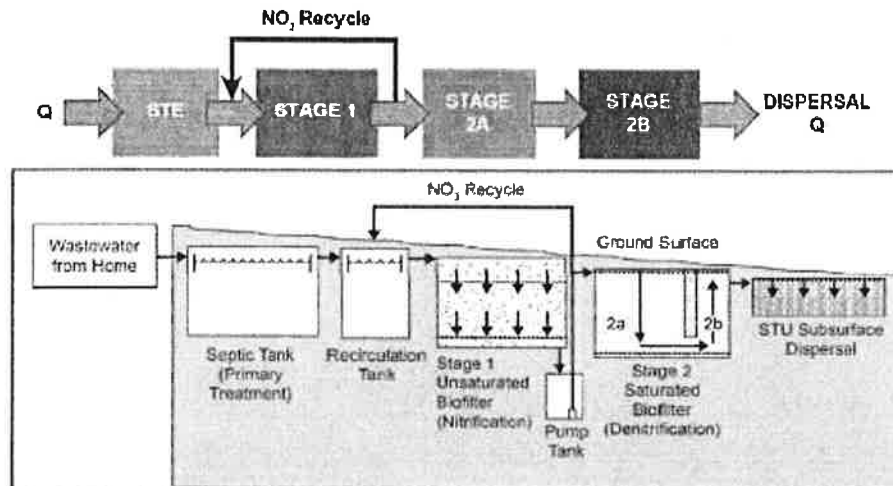 NO₃ Recycle
Q
STE
STAGE 1
STAGE
2A
STAGE
2B
DISPERSAL
Q
NO₃ Recycle
Wastewater
from Home
Ground Surface
2a
2b
Septic Tank
(Primary
Treatment)
Recirculation
Tank
Stage 1
Unsaturated
Biofilter
(Nitrification)
Pump
Tank
Stage 2
Saturated
Biofilter
(Denitrification)
STU Subsurface
Dispersal